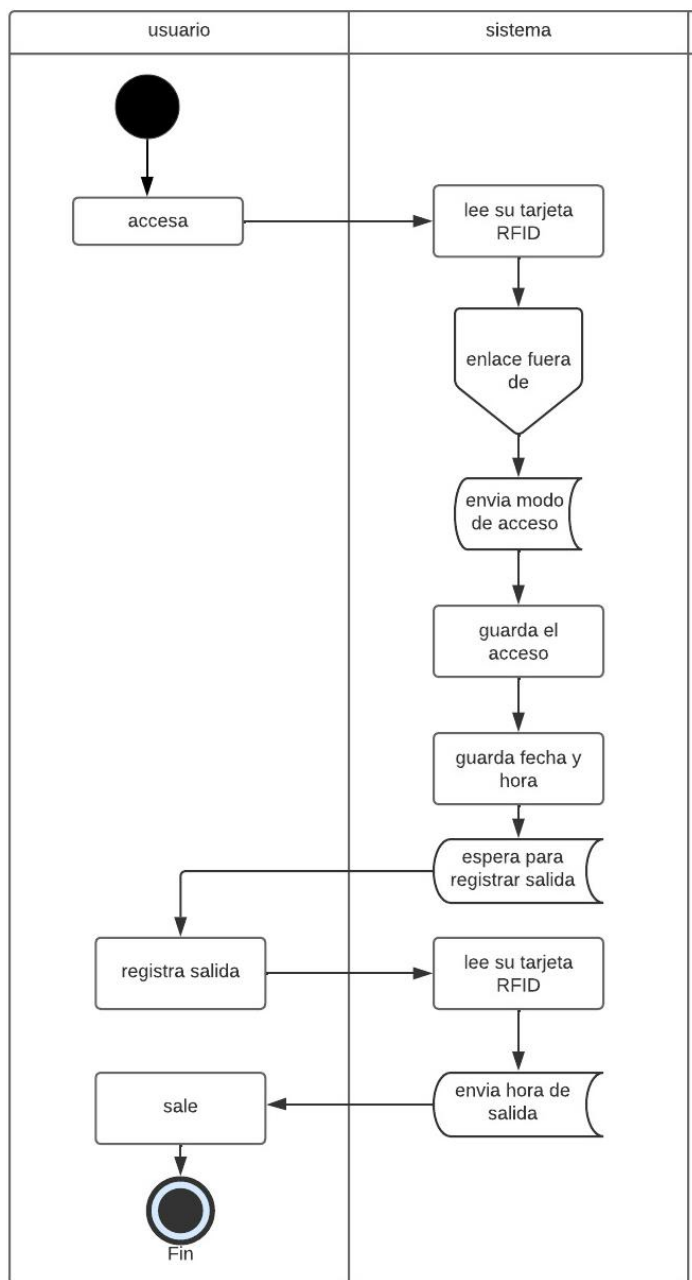 usuario
sistema
accesa
lee su tarjeta
RFID
enlace fuera
de
envia modo
de acceso
guarda el
acceso
guarda fecha y
hora
espera para
registrar salida
registra salida
lee su tarjeta
RFID
envia hora de
salida
sale
Fin